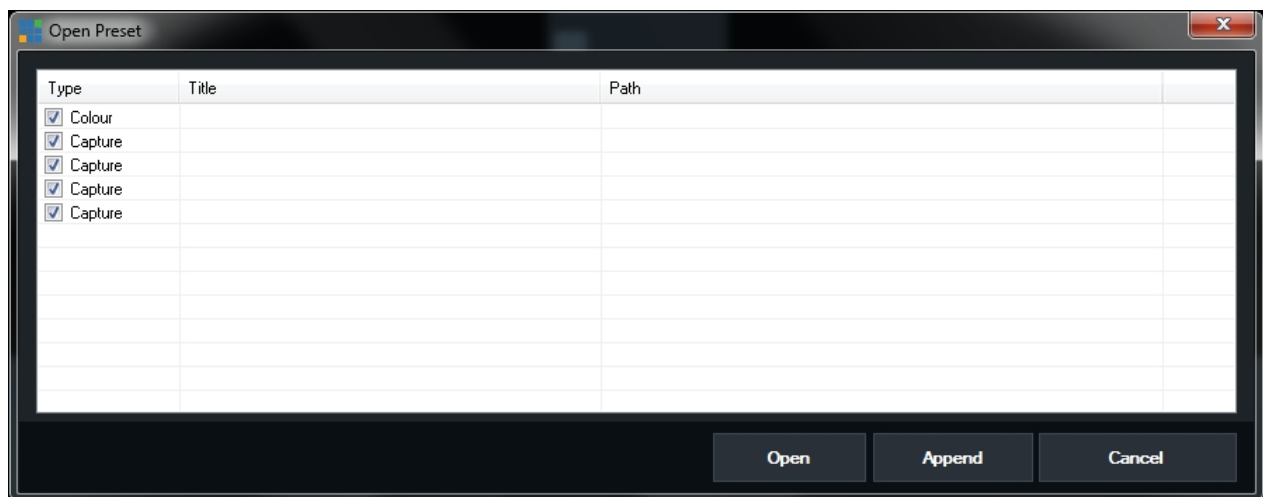 Open Preset
Type Title Path
Colour
Capture
Capture
Capture
Capture
Open Append Cancel